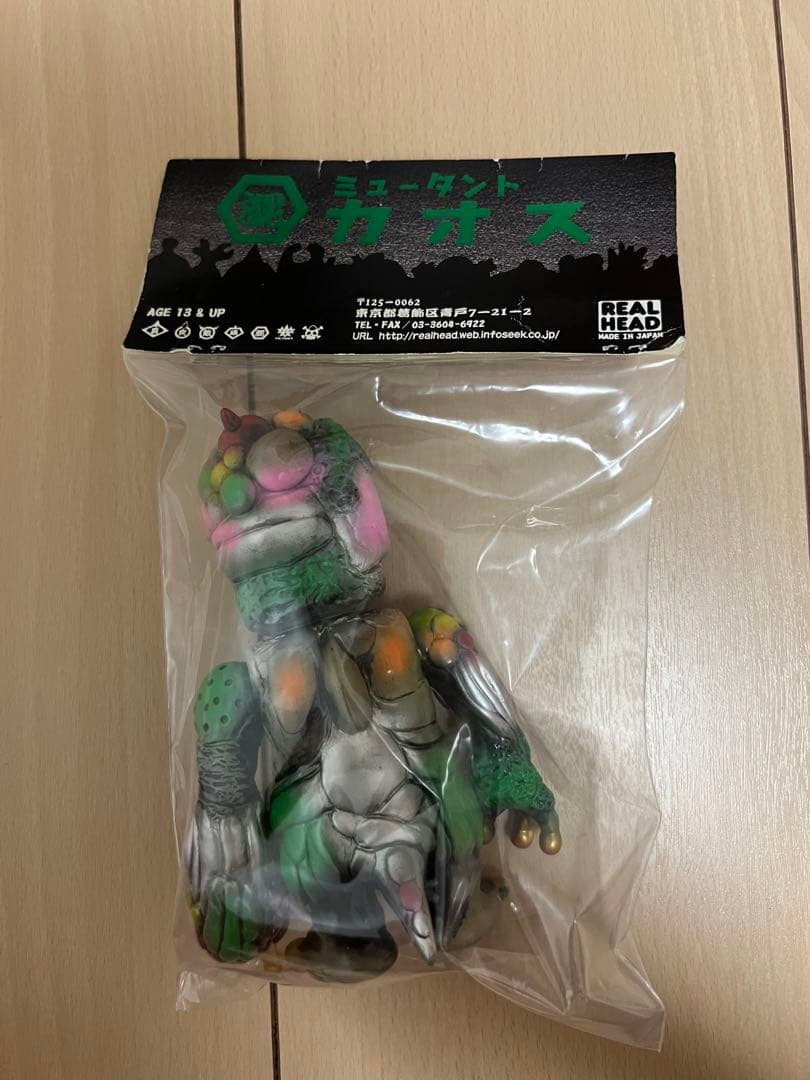 ミュータント
カオス
AGE 13 & UP
〒125-0062
東京都葛飾区青戸7-21-2
TEL・FAX/03-3604-6922
URL http://realhead.web.infoseek.co.jp/
REAL
HEAD
MADE IN JAPAN